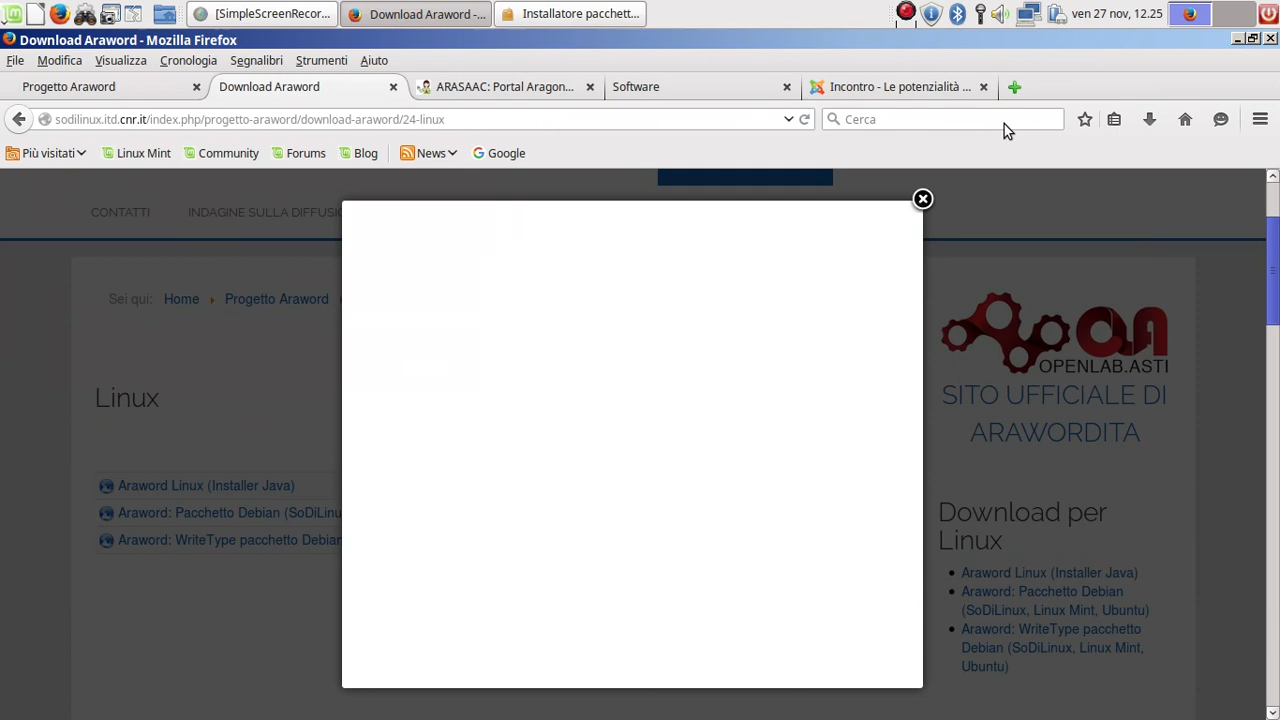 [SimpleScreenRecor...
Download Araword -...
Installatore pacchett...
ven 27 nov, 12.25
Download Araword - Mozilla Firefox
File Modifica Visualizza Cronologia Segnalibri Strumenti Aiuto
Progetto Araword
Download Araword
ARASAAC: Portal Aragon...
Software
Incontro - Le potenzialità ...
sodilinux.itd.cnr.it/index.php/progetto-araword/download-araword/24-linux
Cerca
Più visitati
Linux Mint
Community
Forums
Blog
News
Google
CONTATTI
INDAGINE SULLA DIFFUSI
Sei qui: Home Progetto Araword
Linux
Araword Linux (Installer Java)
Araword: Pacchetto Debian (SoDiLinu
Araword: WriteType pacchetto Debian
OPENLAB.ASTI
SITO UFFICIALE DI
ARAWORDITA
Download per
Linux
Araword Linux (Installer Java)
Araword: Pacchetto Debian
(SoDiLinux, Linux Mint, Ubuntu)
Araword: WriteType pacchetto
Debian (SoDiLinux, Linux Mint,
Ubuntu)